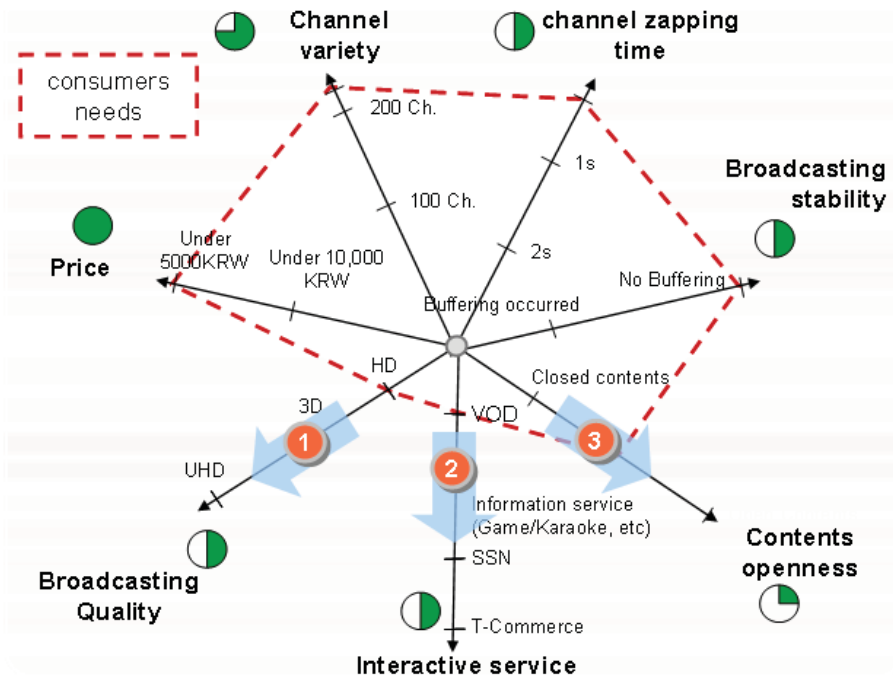 Channel
variety
channel zapping
time
consumers
needs
200 Ch.
1s
Broadcasting
stability
100 Ch.
2s
Price
Under
5000KRW
Under 10,000
KRW
No Buffering
Buffering occurred
HD
Closed contents
3D
VOD
1
2
3
UHD
Information service
(Game/Karaoke, etc)
SSN
Contents
openness
Broadcasting
Quality
T-Commerce
Interactive service